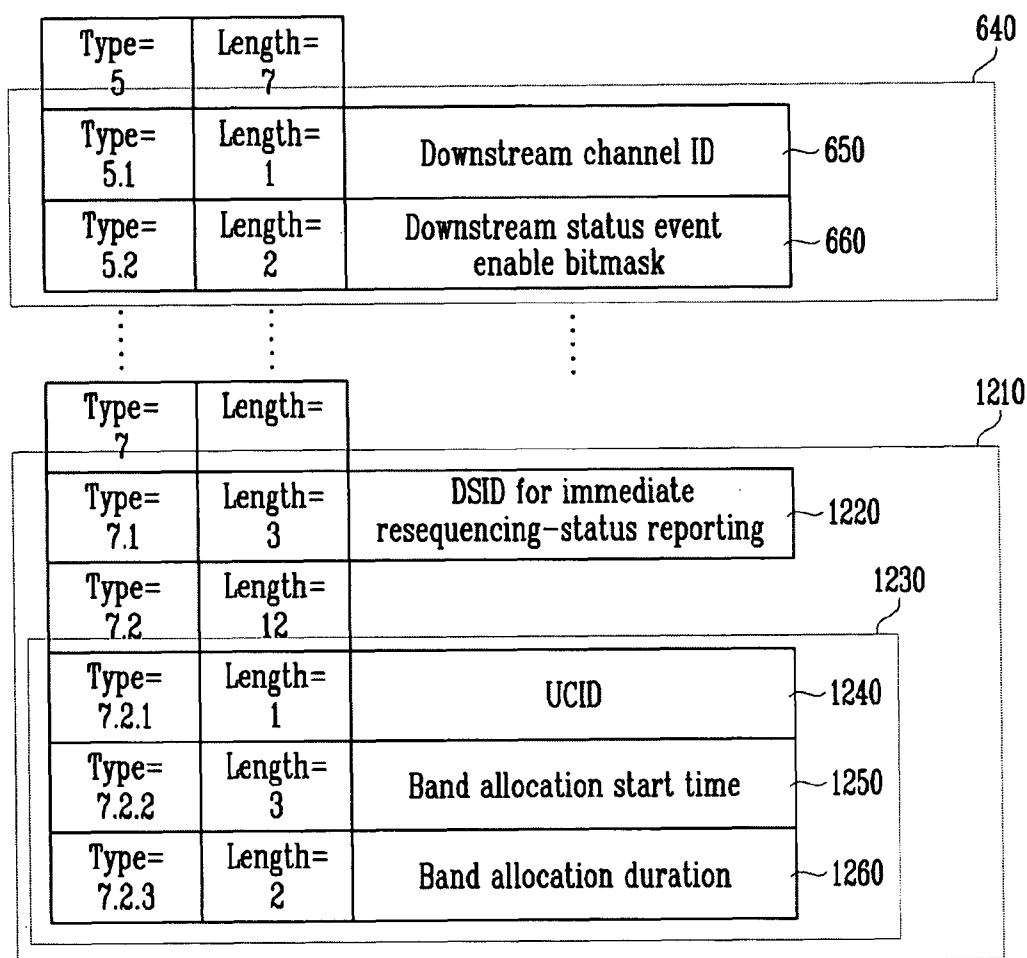 640
Type= Length=
5 7
Type= Length=
5.1 1
Downstream channel ID
650
Type= Length=
5.2 2
Downstream status event
enable bitmask
660
1210
Type= Length=
7
Type= Length=
7.1 3
DSID for immediate
resequencing-status reporting
1220
Type= Length=
7.2 12
1230
Type= Length=
7.2.1 1
UCID
1240
Type= Length=
7.2.2 3
Band allocation start time
1250
Type= Length=
7.2.3 2
Band allocation duration
1260